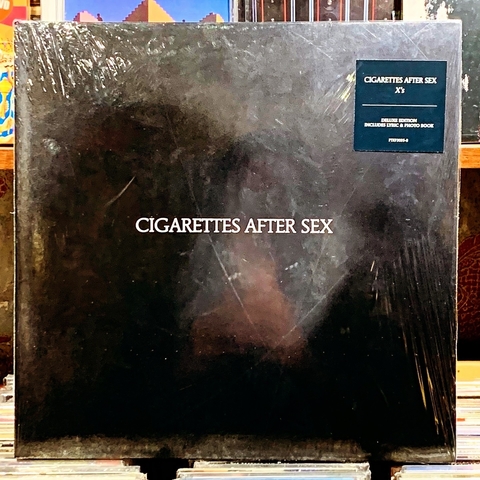 CIGARETTES AFTER SEX
X's
DELUXE EDITION
INCLUDES LYRIC & PHOTO BOOK
CIGARETTES AFTER SEX